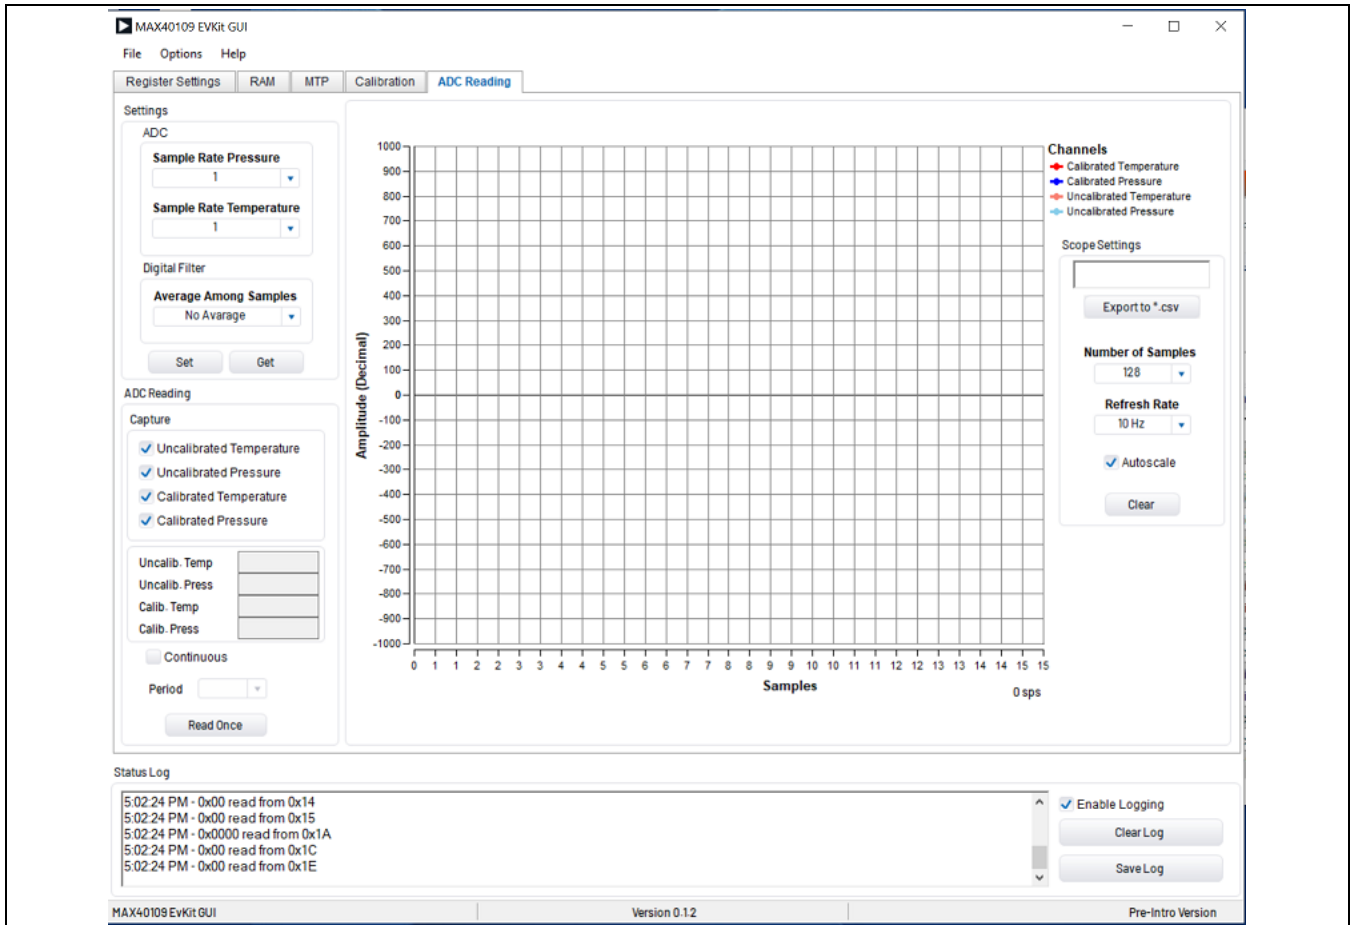 MAX40109 EVKit GUI
File Options Help
Register Settings RAM MTP Calibration ADC Reading
Settings
ADC
Sample Rate Pressure
1
Sample Rate Temperature
1
Digital Filter
Average Among Samples
No Avarage
Set Get
ADC Reading
Capture
Uncalibrated Temperature
Uncalibrated Pressure
Calibrated Temperature
Calibrated Pressure
Uncalib. Temp
Uncalib. Press
Calib. Temp
Calib. Press
Continuous
Period
Read Once
Amplitude (Decimal)
1000
900
800
700
600
500
400
300
200
100
0
-100
-200
-300
-400
-500
-600
-700
-800
-900
-1000
0 1 1 2 2 3 3 4 4 5 5 6 6 7 7 8 8 9 9 10 10 11 11 12 12 13 13 14 14 15 15
Samples
0 sps
Channels
Calibrated Temperature
Calibrated Pressure
Uncalibrated Temperature
Uncalibrated Pressure
Scope Settings
Export to *.csv
Number of Samples
128
Refresh Rate
10 Hz
Autoscale
Clear
Status Log
5:02:24 PM - 0x00 read from 0x14
5:02:24 PM - 0x00 read from 0x15
5:02:24 PM - 0x0000 read from 0x1A
5:02:24 PM - 0x00 read from 0x1C
5:02:24 PM - 0x00 read from 0x1E
Enable Logging
Clear Log
Save Log
MAX40109 EvKit GUI Version 0.1.2 Pre-Intro Version